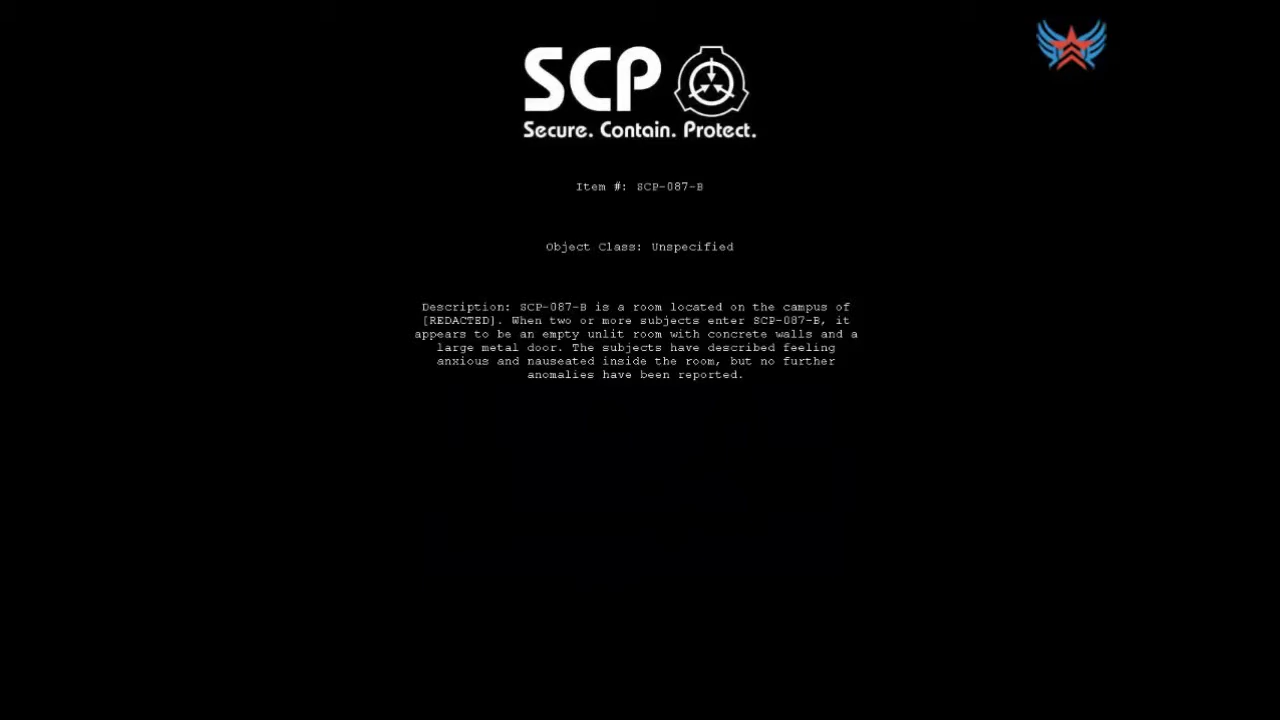 SCP
Secure. Contain. Protect.
Item #: SCP-087-B
Object Class: Unspecified
Description: SCP-087-B is a room located on the campus of
[REDACTED]. When two or more subjects enter SCP-087-B, it
appears to be an empty unlit room with concrete walls and a
large metal door. The subjects have described feeling
anxious and nauseated inside the room, but no further
anomalies have been reported.